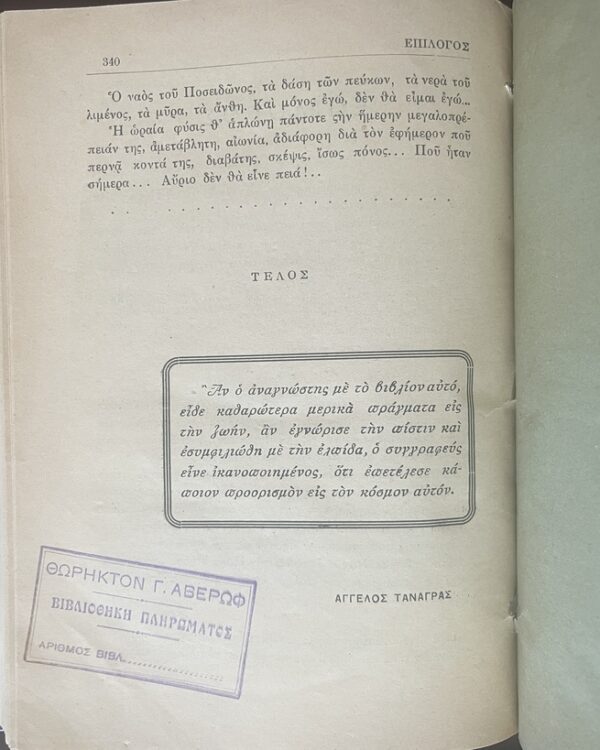 340
ΕΠΙΛΟΓΟΣ
Ὁ ναὸς τοῦ Ποσειδῶνος, τὰ δάση τῶν πεύκων, τὰ νερὰ τοῦ
λιμένος, τὰ μῦρα, τὰ ἄνθη. Καὶ μόνος ἐγώ, δὲν θὰ εἶμαι ἐγώ...
Ἡ ὡραία φύσις θ’ ἁπλώνῃ πάντοτε τὴν ἥμερην μεγαλοπρέ-
πειάν της, ἀμετάβλητη, αἰωνία, ἀδιάφορη διὰ τὸν ἐφήμερον ποῦ
περνᾷ κοντά της, διαβάτης, σκέψις, ἴσως πόνος... Ποῦ ἦταν
σήμερα... Αὔριο δὲν θὰ εἶνε πειά!..
ΤΕΛΟΣ
Ἂν ὁ ἀναγνώστης μὲ τὸ βιβλίον αὐτό,
εἶδε καθαρώτερα μερικὰ πράγματα εἰς
τὴν ζωήν, ἂν ἐγνώρισε τὴν πίστιν καὶ
ἐσυμφιλιώθη μὲ τὴν ἐλπίδα, ὁ συγγραφεὺς
εἶνε ἱκανοποιημένος, ὅτι ἐπετέλεσε κά-
ποιον προορισμὸν εἰς τὸν κόσμον αὐτόν.
ΑΓΓΕΛΟΣ ΤΑΝΑΓΡΑΣ
ΘΩΡΗΚΤΟΝ Γ. ΑΒΕΡΩΦ
ΒΙΒΛΙΟΘΗΚΗ ΠΛΗΡΩΜΑΤΟΣ
ΑΡΙΘΜΟΣ ΒΙΒΛ.